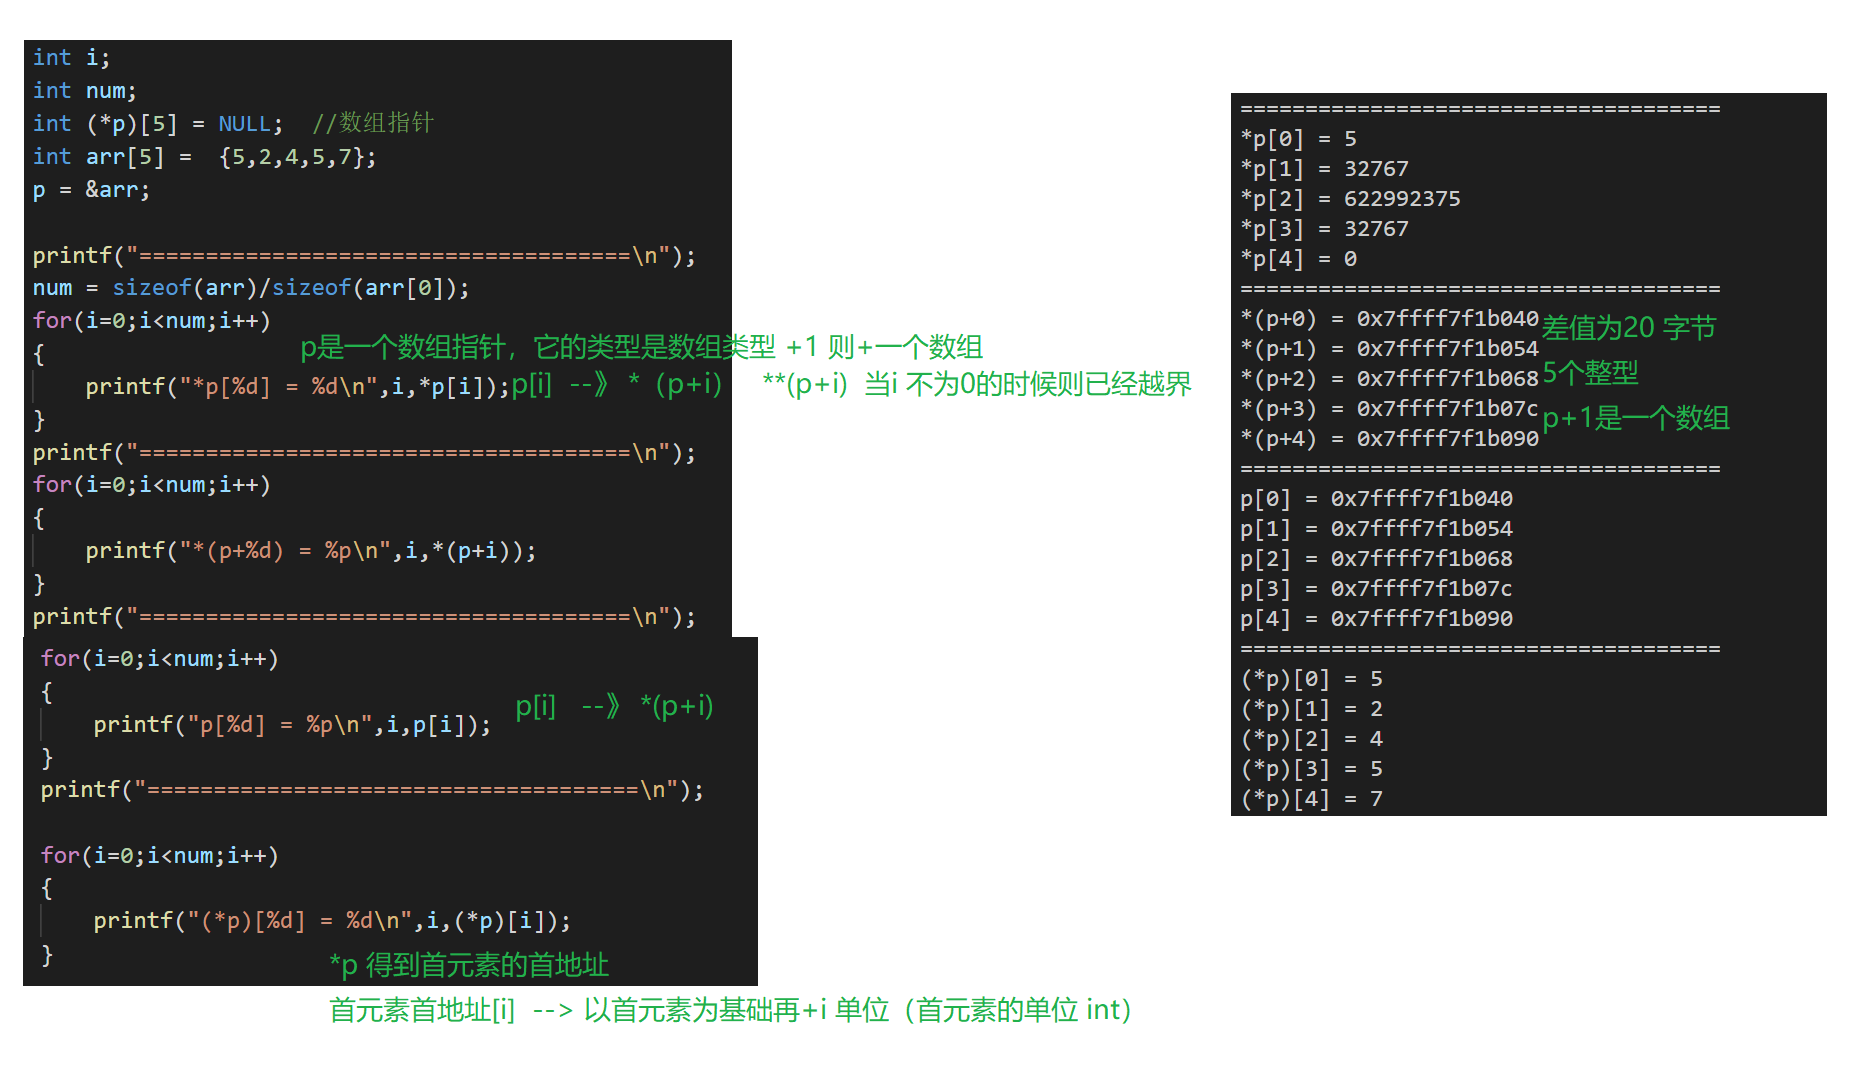 int i;
int num;
int (*p)[5] = NULL;  //数组指针
int arr[5] =  {5,2,4,5,7};
p = &arr;
printf("=====================================\n");
num = sizeof(arr)/sizeof(arr[0]);
for(i=0;i<num;i++)
{
p是一个数组指针，它的类型是数组类型 +1 则+一个数组
printf("*p[%d] = %d\n",i,*p[i]);
p[i]  --》 *（p+i）  **(p+i)  当i 不为0的时候则已经越界
}
printf("=====================================\n");
for(i=0;i<num;i++)
{
printf("*(p+%d) = %p\n",i,*(p+i));
}
printf("=====================================\n");
for(i=0;i<num;i++)
{
p[i]   --》 *(p+i)
printf("p[%d] = %p\n",i,p[i]);
}
printf("=====================================\n");
for(i=0;i<num;i++)
{
printf("(*p)[%d] = %d\n",i,(*p)[i]);
}
*p 得到首元素的首地址
首元素首地址[i]  --> 以首元素为基础再+i 单位（首元素的单位 int）
=====================================
*p[0] = 5
*p[1] = 32767
*p[2] = 622992375
*p[3] = 32767
*p[4] = 0
=====================================
*(p+0) = 0x7ffff7f1b040
差值为20 字节
*(p+1) = 0x7ffff7f1b054
*(p+2) = 0x7ffff7f1b068
5个整型
*(p+3) = 0x7ffff7f1b07c
p+1是一个数组
*(p+4) = 0x7ffff7f1b090
=====================================
p[0] = 0x7ffff7f1b040
p[1] = 0x7ffff7f1b054
p[2] = 0x7ffff7f1b068
p[3] = 0x7ffff7f1b07c
p[4] = 0x7ffff7f1b090
=====================================
(*p)[0] = 5
(*p)[1] = 2
(*p)[2] = 4
(*p)[3] = 5
(*p)[4] = 7